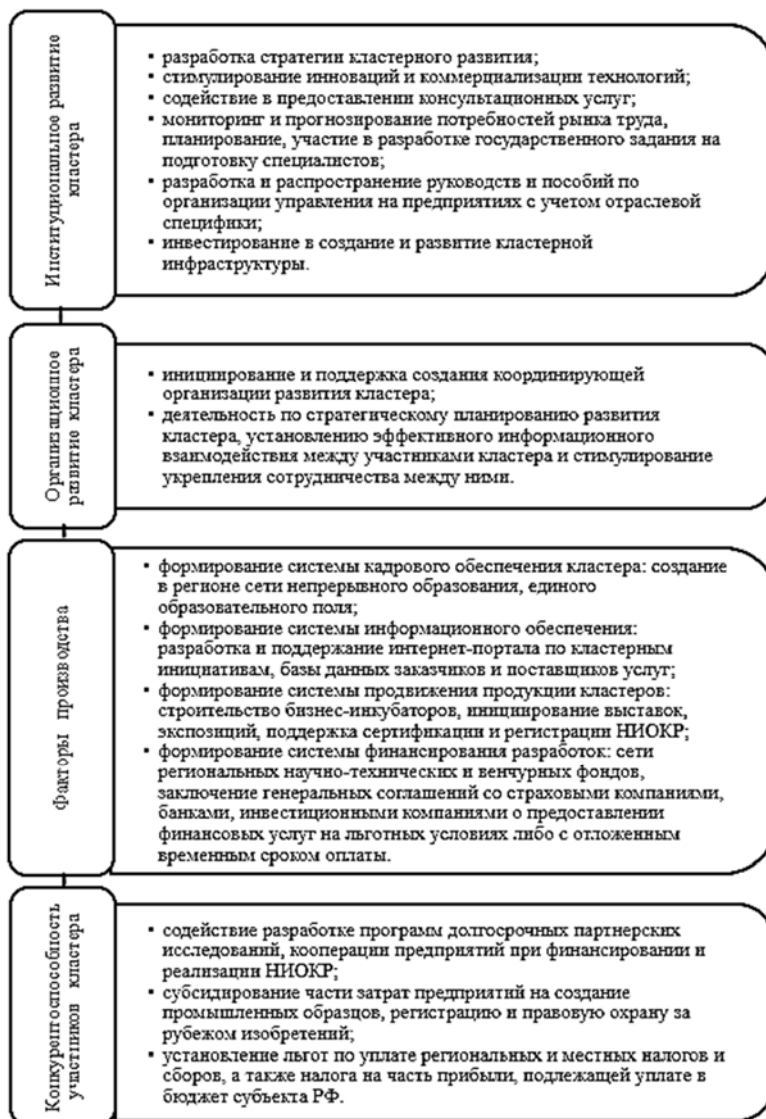 Институциональное развитие
кластера
▪ разработка стратегии кластерного развития;
▪ стимулирование инноваций и коммерциализации технологий;
▪ содействие в предоставлении консультационных услуг;
▪ мониторинг и прогнозирование потребностей рынка труда,
планирование, участие в разработке государственного задания на
подготовку специалистов;
▪ разработка и распространение руководств и пособий по
организации управления на предприятиях с учетом отраслевой
специфики;
▪ инвестирование в создание и развитие кластерной
инфраструктуры.
Организационное
развитие кластера
▪ инициирование и поддержка создания координирующей
организации развития кластера;
▪ деятельность по стратегическому планированию развития
кластера, установлению эффективного информационного
взаимодействия между участниками кластера и стимулирование
укрепления сотрудничества между ними.
Факторы производства
▪ формирование системы кадрового обеспечения кластера: создание
в регионе сети непрерывного образования, единого
образовательного поля;
▪ формирование системы информационного обеспечения:
разработка и поддержание интернет-портала по кластерным
инициативам, базы данных заказчиков и поставщиков услуг;
▪ формирование системы продвижения продукции кластеров:
строительство бизнес-инкубаторов, инициирование выставок,
экспозиций, поддержка сертификации и регистрации НИОКР;
▪ формирование системы финансирования разработок: сети
региональных научно-технических и венчурных фондов,
заключение генеральных соглашений со страховыми компаниями,
банками, инвестиционными компаниями о предоставлении
финансовых услуг на льготных условиях либо с отложенным
временным сроком оплаты.
Конкурентоспособность
участников кластера
▪ содействие разработке программ долгосрочных партнерских
исследований, кооперации предприятий при финансировании и
реализации НИОКР;
▪ субсидирование части затрат предприятий на создание
промышленных образцов, регистрацию и правовую охрану за
рубежом изобретений;
▪ установление льгот по уплате региональных и местных налогов и
сборов, а также налога на часть прибыли, подлежащей уплате в
бюджет субъекта РФ.